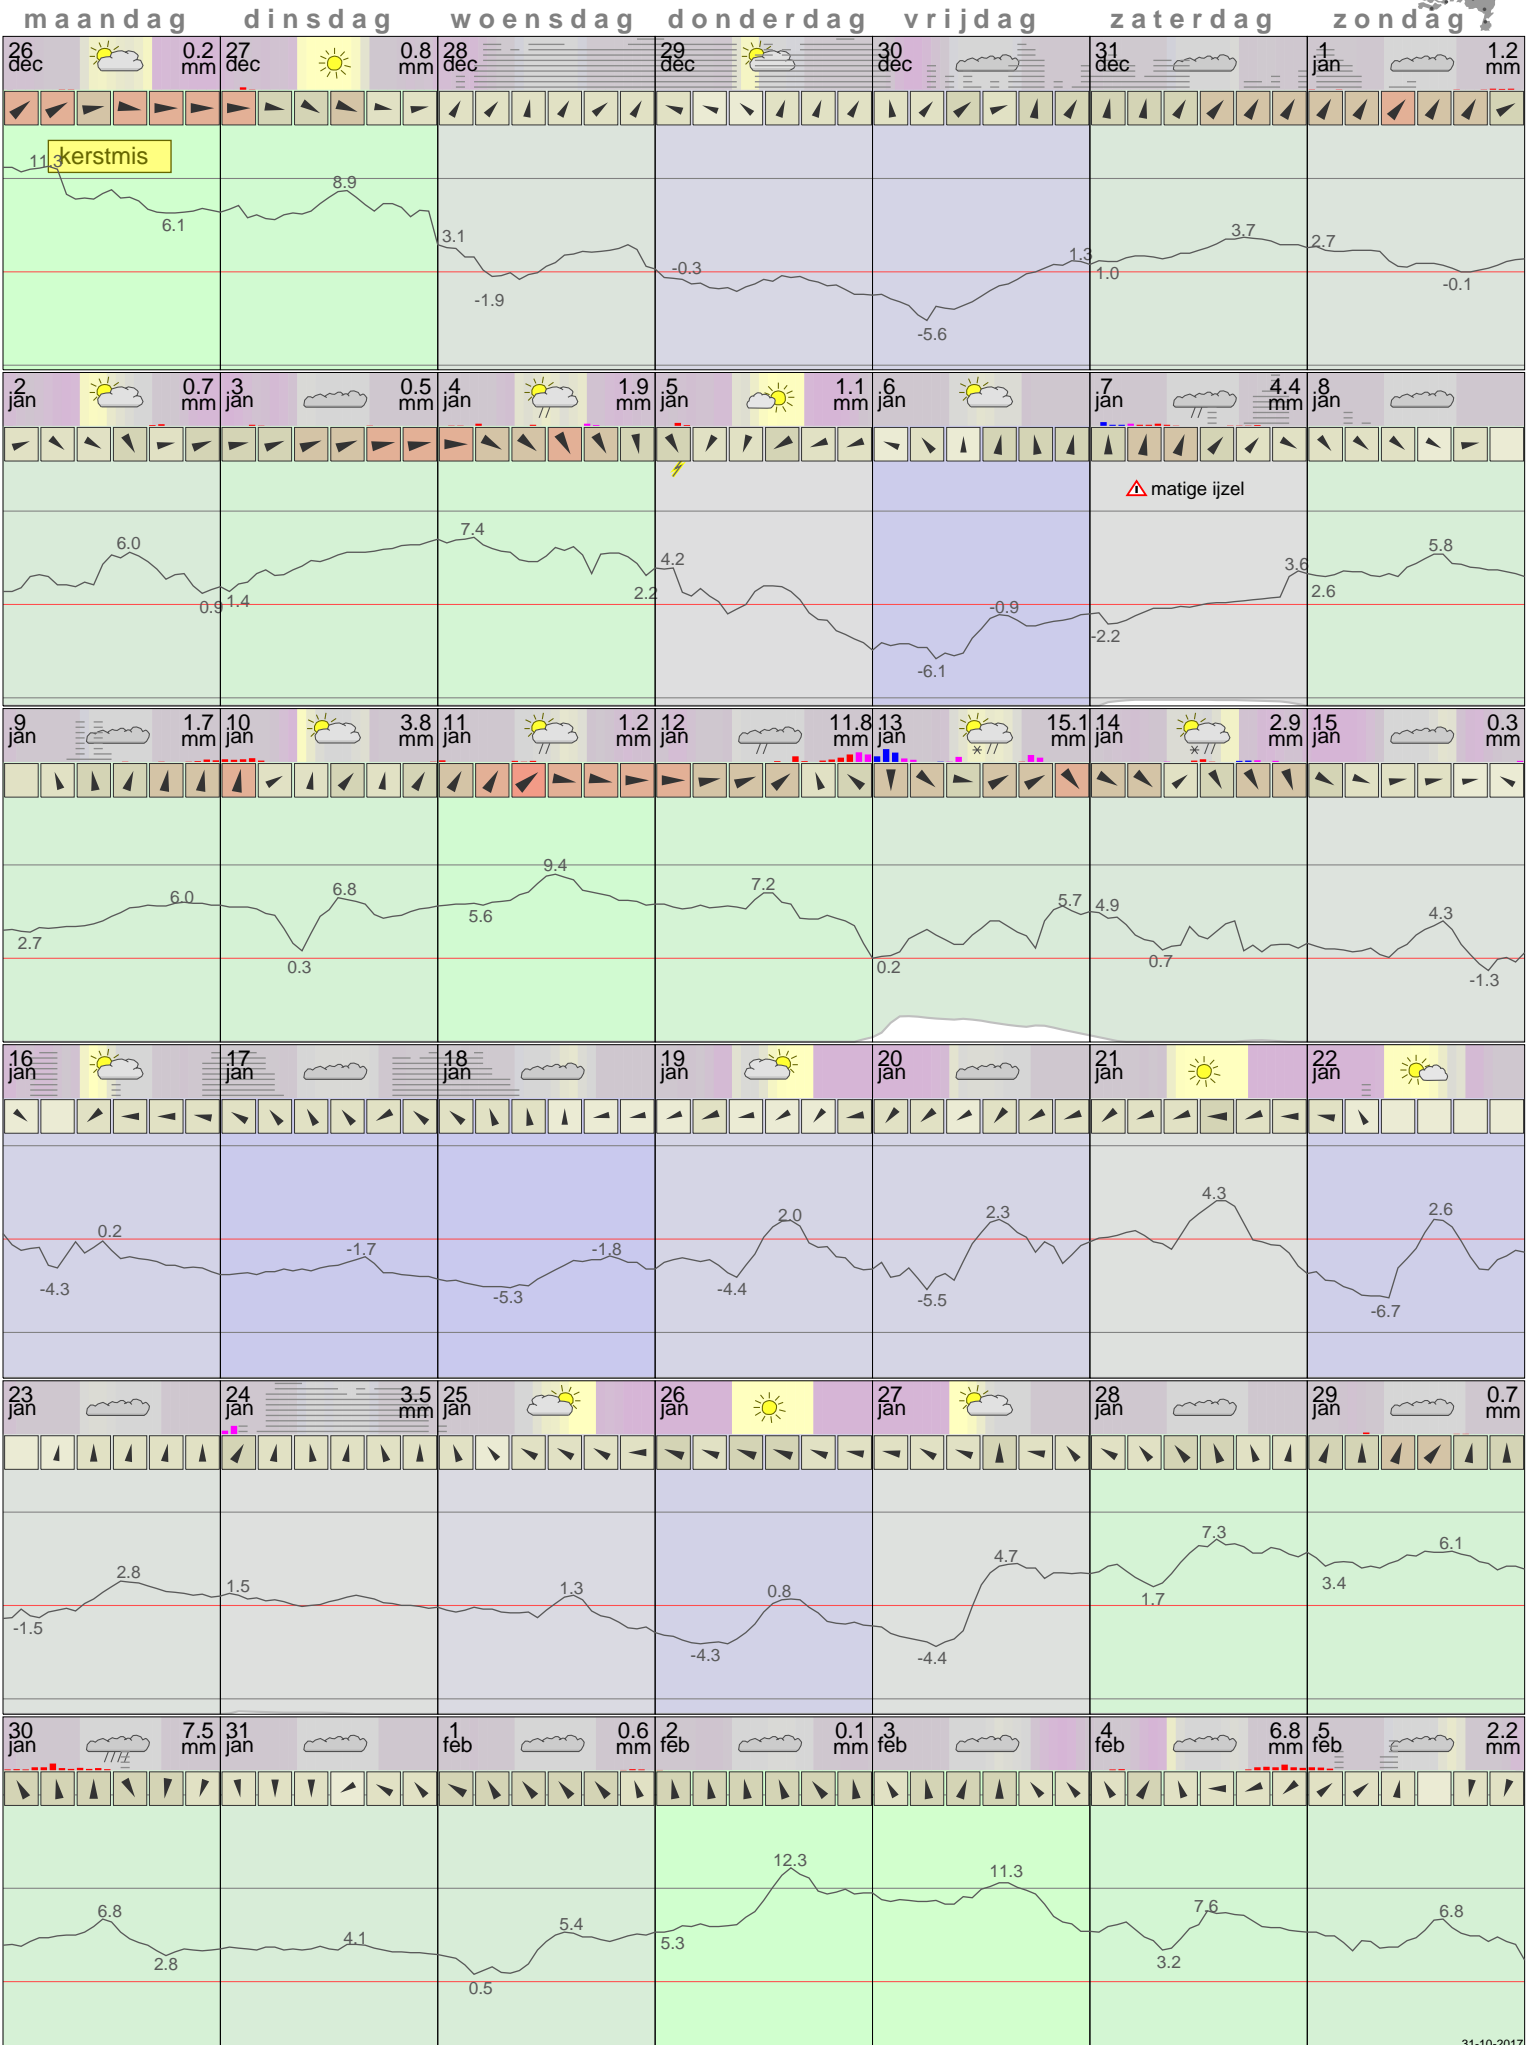 maandag dinsdag woensdag donderdag vrijdag zaterdag zondag
26 dec 0.2 mm 27 dec 0.8 mm 28 dec 29 dec 30 dec 31 dec 1 jan 1.2 mm
kerstmis
11.3 6.1 8.9 3.1 -1.9 -0.3 -5.6 1.3 1.0 3.7 2.7 -0.1
2 jan 0.7 mm 3 jan 0.5 mm 4 jan 1.9 mm 5 jan 1.1 mm 6 jan 7 jan 4.4 mm 8 jan
matige ijzel
6.0 0.9 1.4 7.4 2.2 4.2 -6.1 -0.9 -2.2 3.6 2.6 5.8
9 jan 1.7 mm 10 jan 3.8 mm 11 jan 1.2 mm 12 jan 11.8 mm 13 jan 15.1 mm 14 jan 2.9 mm 15 jan 0.3 mm
2.7 6.0 0.3 6.8 5.6 9.4 7.2 0.2 5.7 4.9 0.7 4.3 -1.3
16 jan 17 jan 18 jan 19 jan 20 jan 21 jan 22 jan
-4.3 0.2 -1.7 -5.3 -1.8 -4.4 2.0 -5.5 2.3 4.3 -6.7 2.6
23 jan 24 jan 3.5 mm 25 jan 26 jan 27 jan 28 jan 29 jan 0.7 mm
-1.5 2.8 1.5 1.3 -4.3 0.8 -4.4 4.7 1.7 7.3 3.4 6.1
30 jan 7.5 mm 31 jan 1 feb 0.6 mm 2 feb 0.1 mm 3 feb 4 feb 6.8 mm 5 feb 2.2 mm
6.8 2.8 4.1 0.5 5.4 5.3 12.3 11.3 3.2 7.6 6.8
31-10-2017